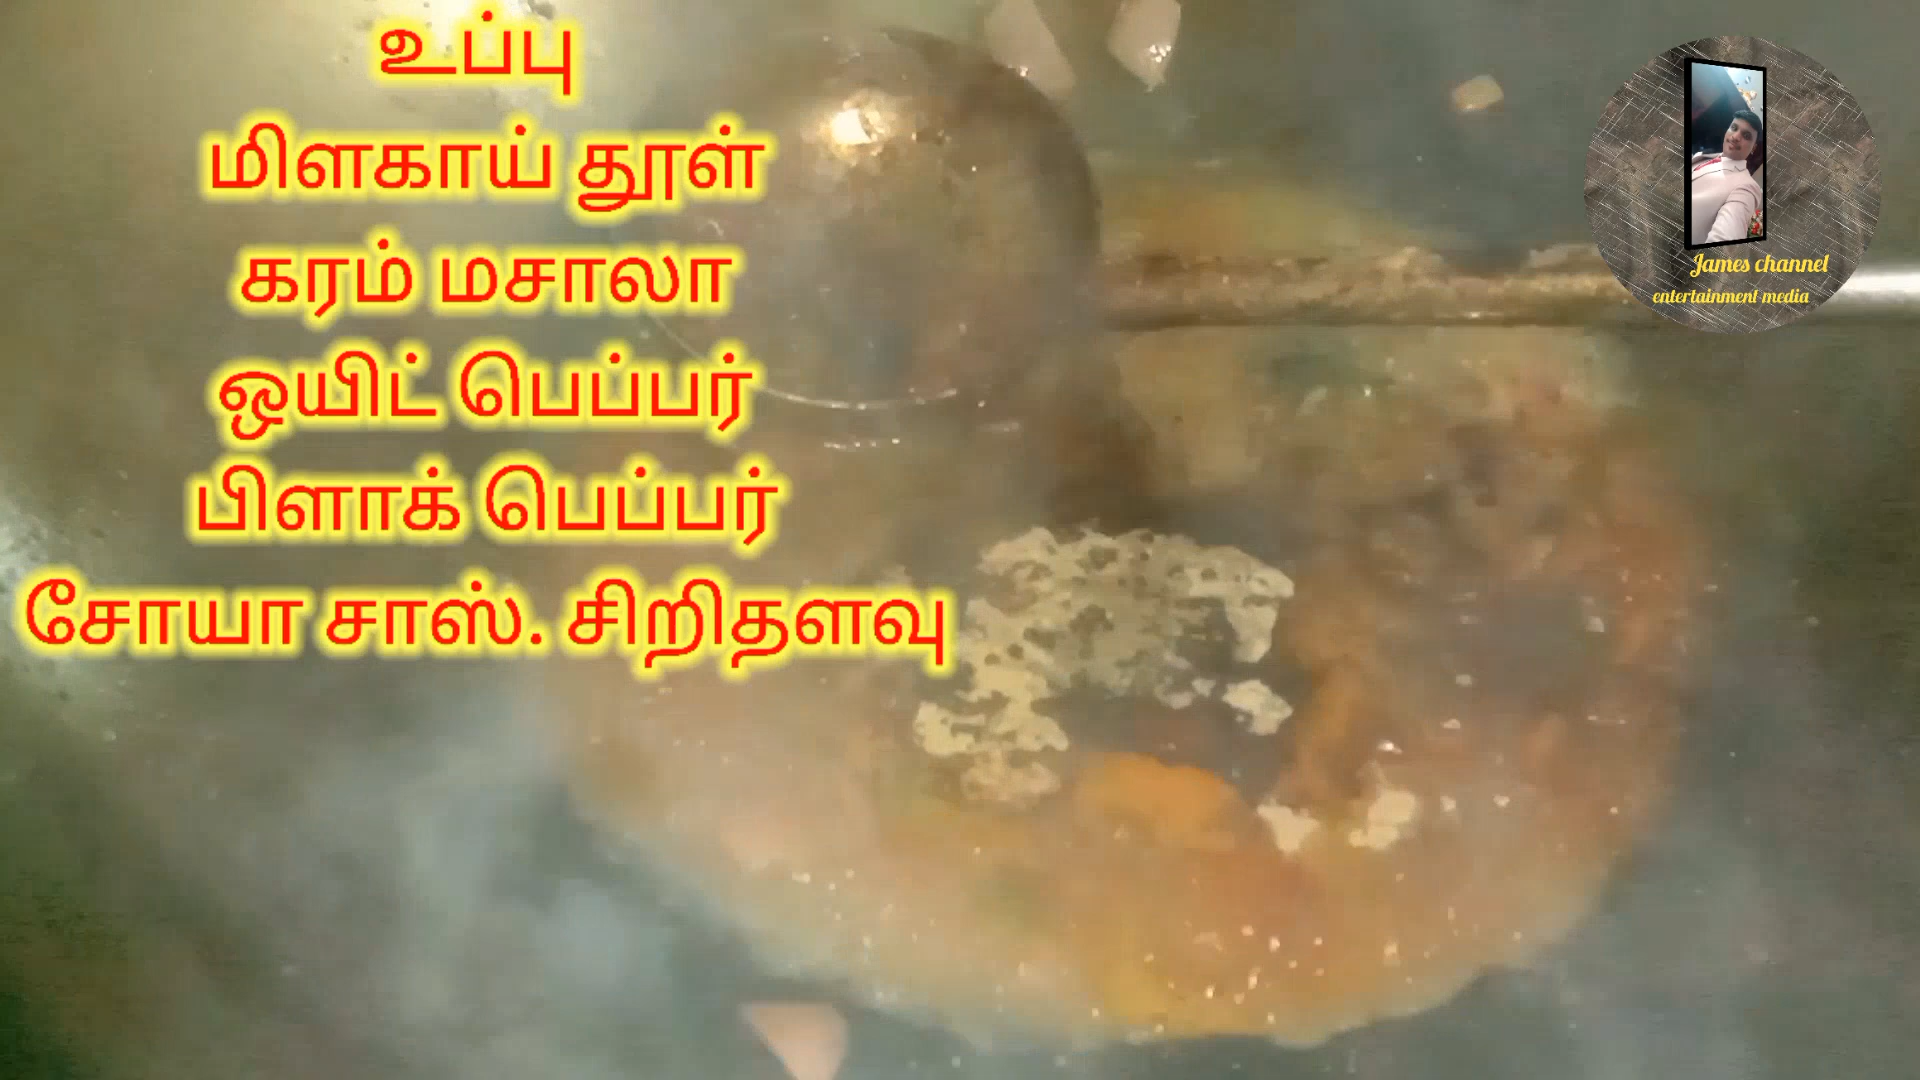 உப்பு
மிளகாய் தூள்
கரம் மசாலா
ஒயிட் பெப்பர்
பிளாக் பெப்பர்
சோயா சாஸ். சிறிதளவு
James channel
entertainment media